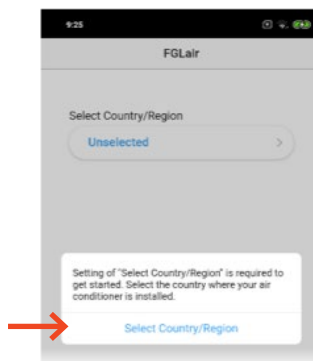 9:25
FGLair
Select Country/Region
Unselected
Setting of "Select Country/Region" is required to
get started. Select the country where your air
conditioner is installed.
Select Country/Region